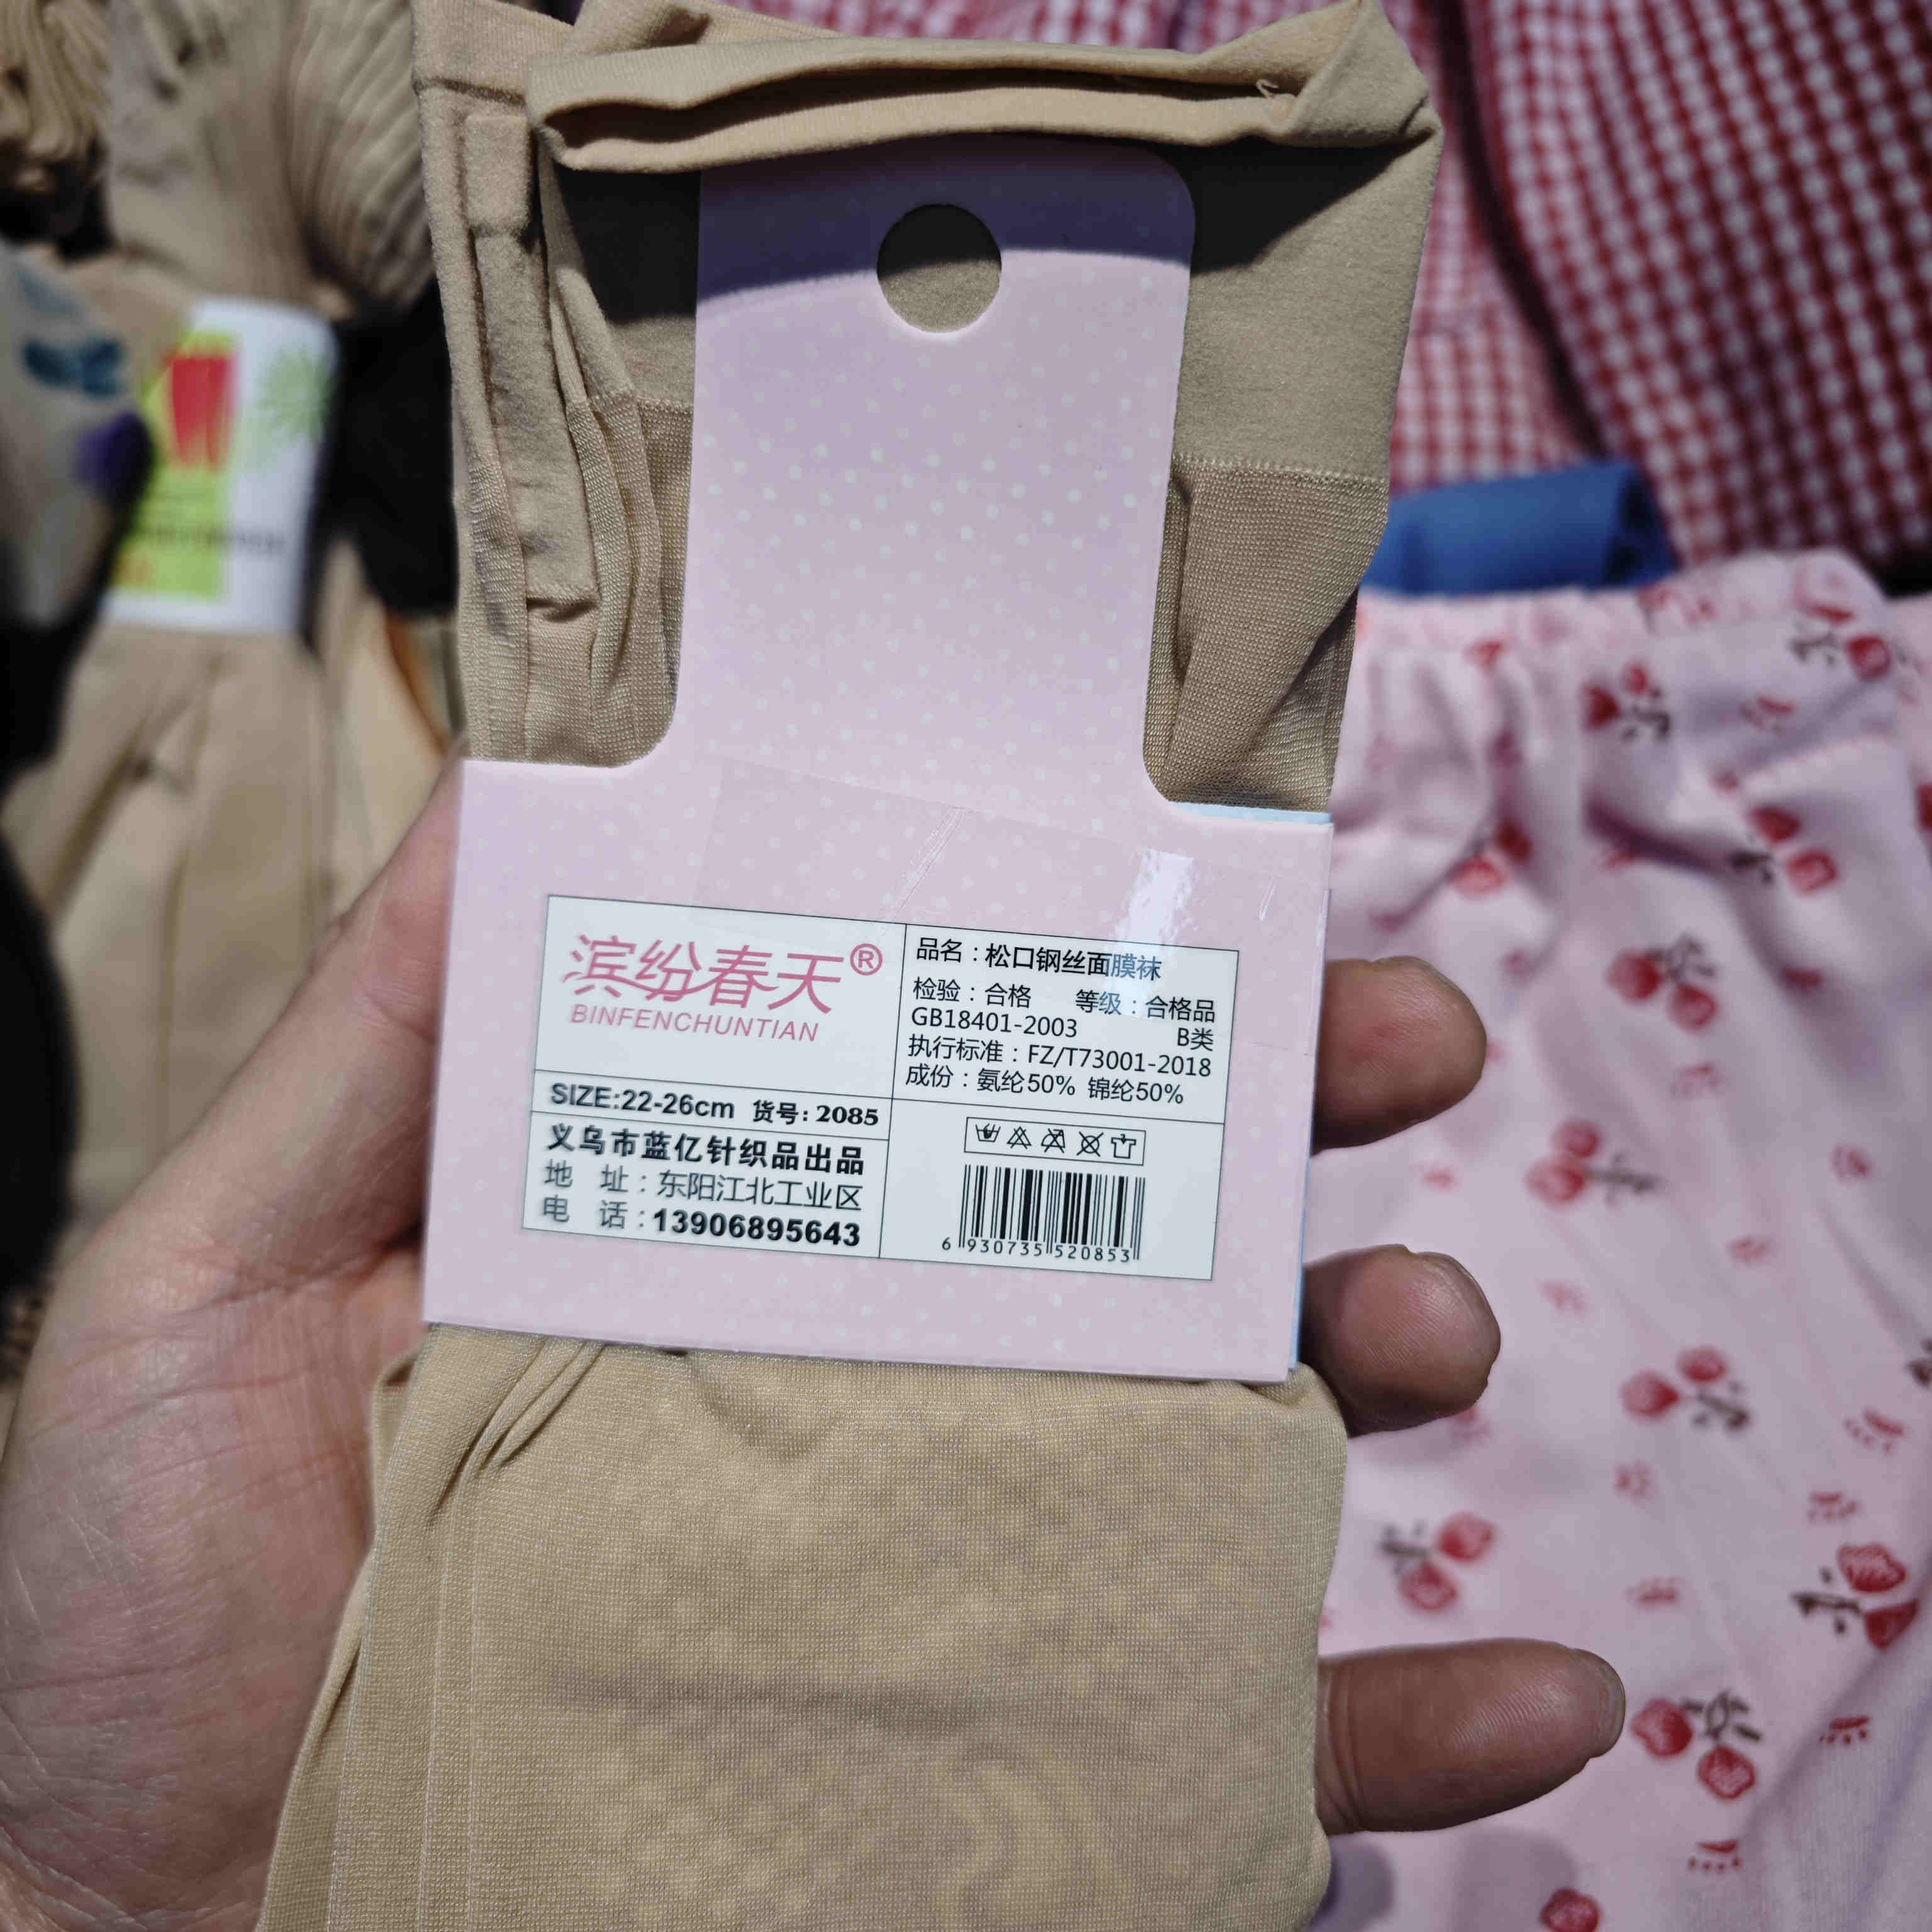 滨纷春天®
BINFENCHUNTIAN
SIZE:22-26cm 货号: 2085
义乌市蓝亿针织品出品
地 址：东阳江北工业区
电 话：13906895643
品名：松口钢丝面膜袜
检验：合格 等级：合格品
GB18401-2003 B类
执行标准：FZ/T73001-2018
成份：氨纶50% 锦纶50%
6 930735 520853